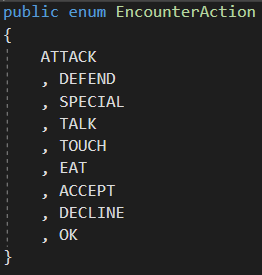 public enum EncounterAction
{
ATTACK
, DEFEND
, SPECIAL
, TALK
, TOUCH
, EAT
, ACCEPT
, DECLINE
, OK
}